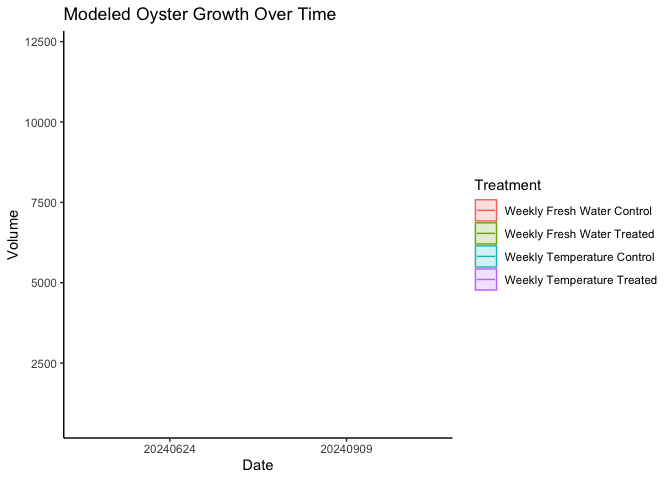 Modeled Oyster Growth Over Time
12500
10000
7500
5000
2500
Volume
20240624 20240909
Date
Treatment
Weekly Fresh Water Control
Weekly Fresh Water Treated
Weekly Temperature Control
Weekly Temperature Treated